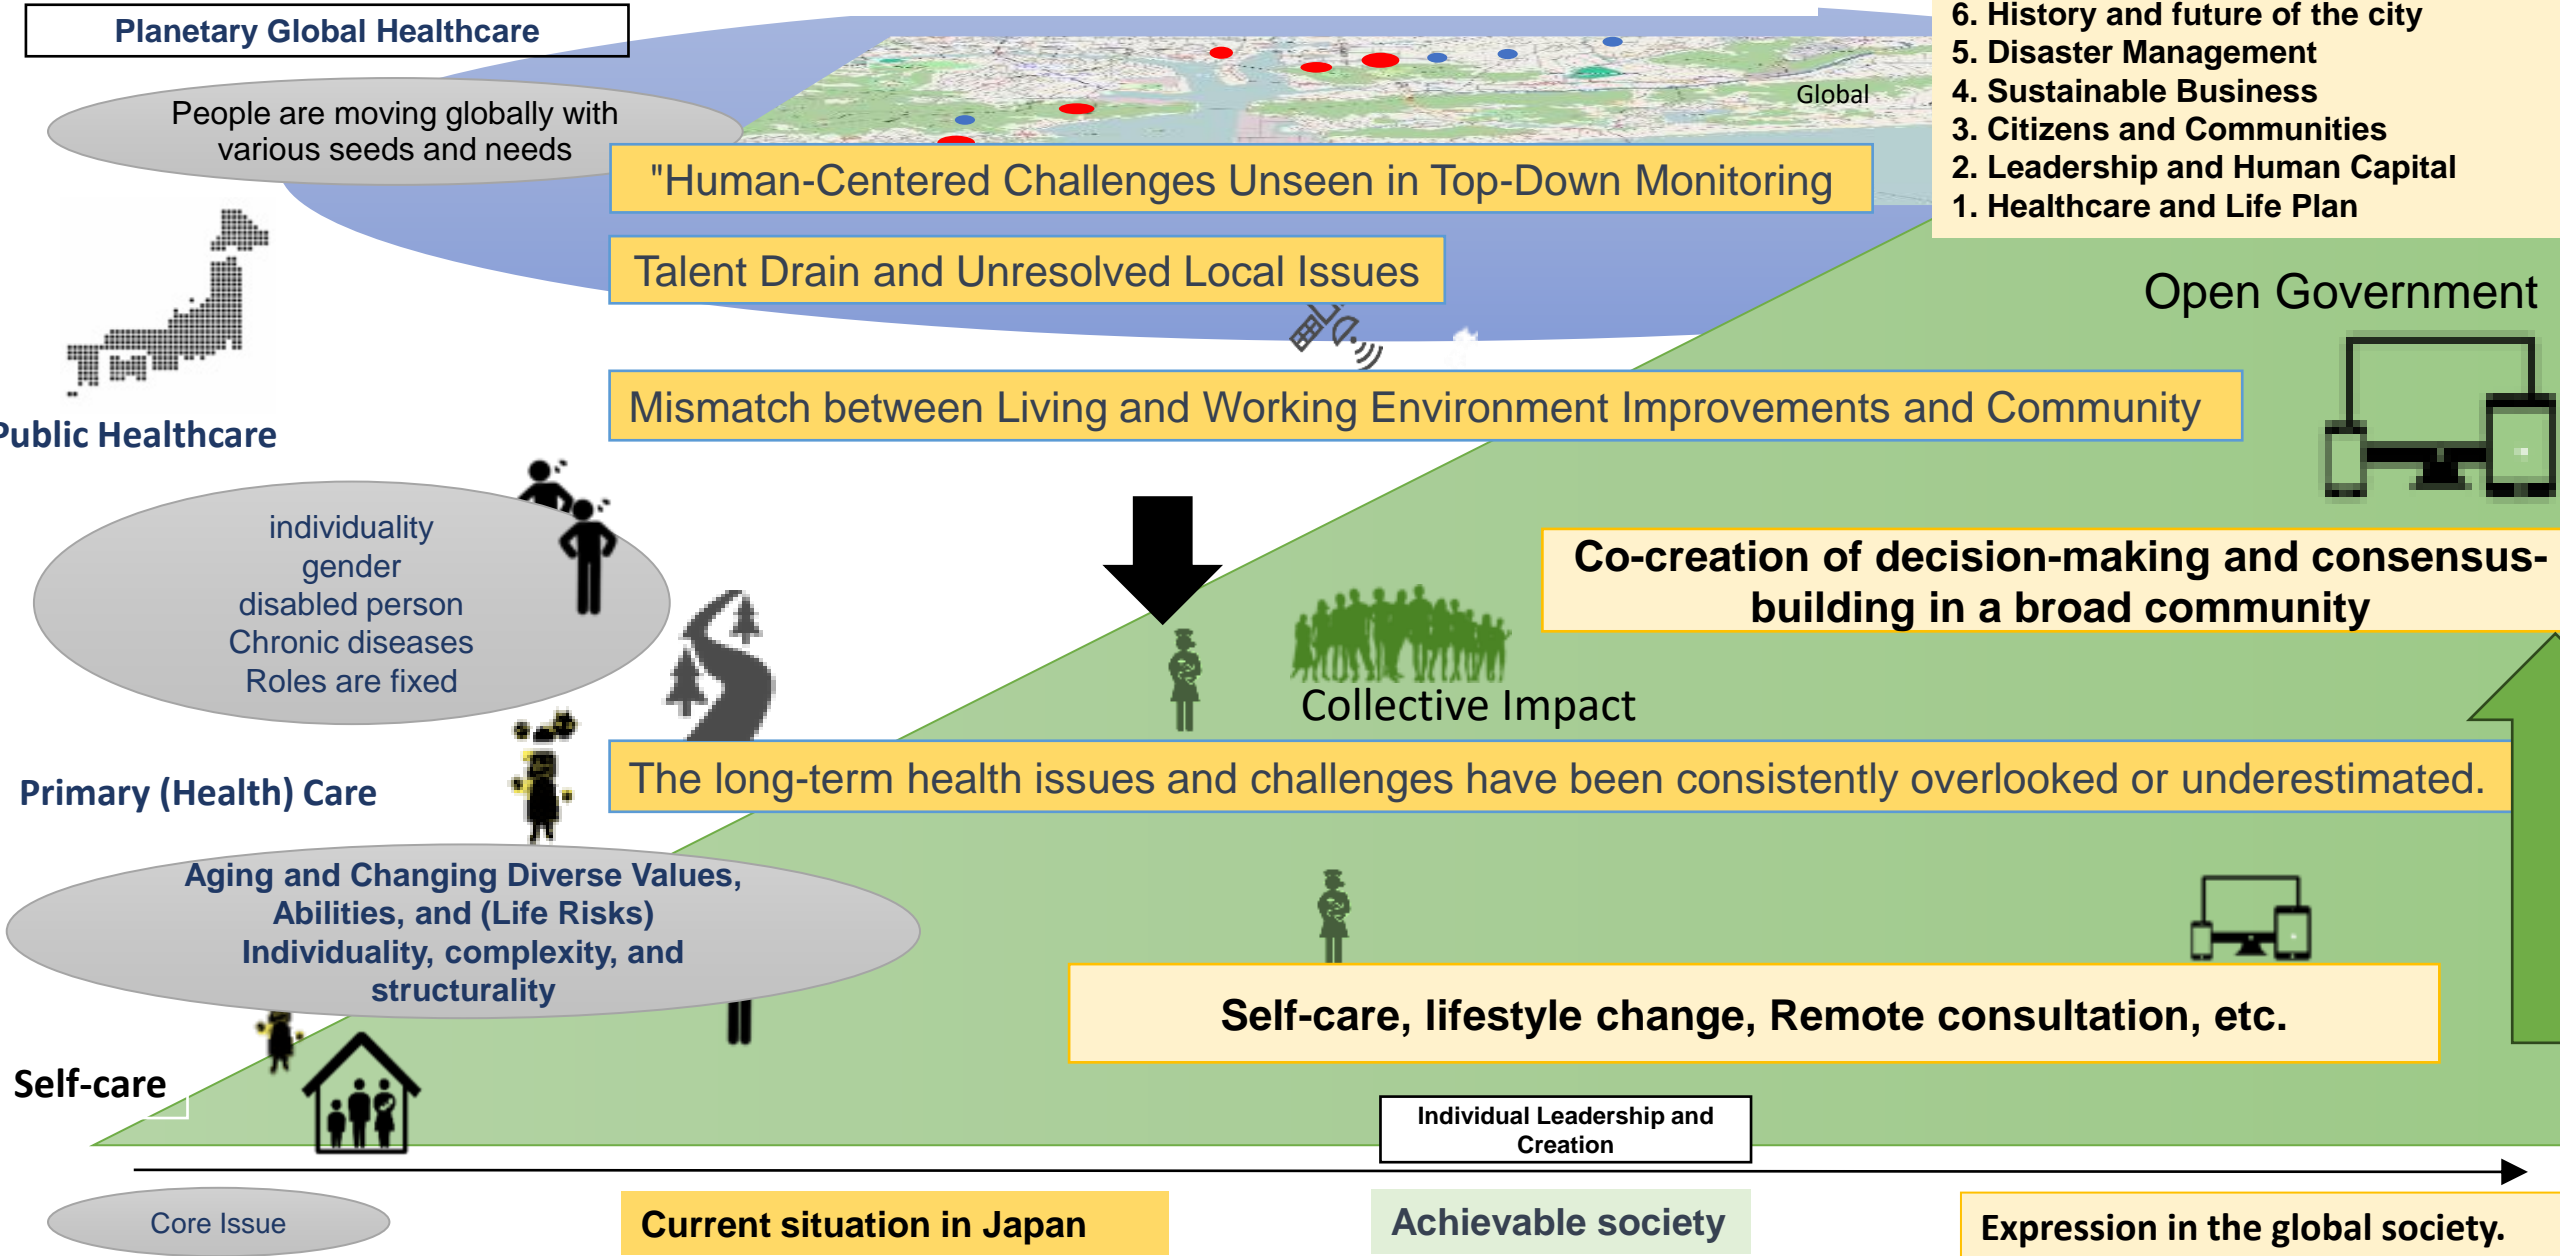 Planetary Global Healthcare
People are moving globally with
various seeds and needs
Global
6. History and future of the city
5. Disaster Management
4. Sustainable Business
3. Citizens and Communities
2. Leadership and Human Capital
1. Healthcare and Life Plan
"Human-Centered Challenges Unseen in Top-Down Monitoring
Talent Drain and Unresolved Local Issues
Open Government
Mismatch between Living and Working Environment Improvements and Community
Public Healthcare
individuality
gender
disabled person
Chronic diseases
Roles are fixed
Co-creation of decision-making and consensus-
building in a broad community
Collective Impact
The long-term health issues and challenges have been consistently overlooked or underestimated.
Primary (Health) Care
Aging and Changing Diverse Values,
Abilities, and (Life Risks)
Individuality, complexity, and
structurality
Self-care, lifestyle change, Remote consultation, etc.
Self-care
Individual Leadership and
Creation
Core Issue
Current situation in Japan
Achievable society
Expression in the global society.